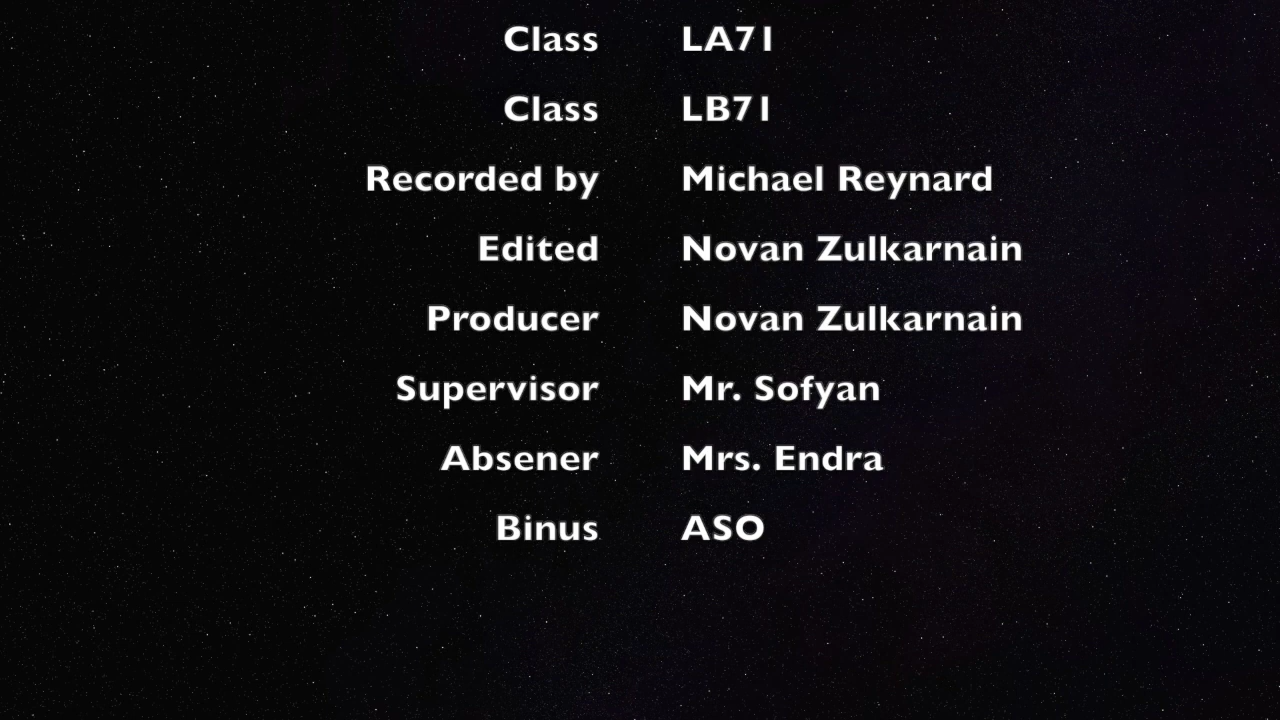 Class LA71
Class LB71
Recorded by Michael Reynard
Edited Novan Zulkarnain
Producer Novan Zulkarnain
Supervisor Mr. Sofyan
Absener Mrs. Endra
Binus ASO